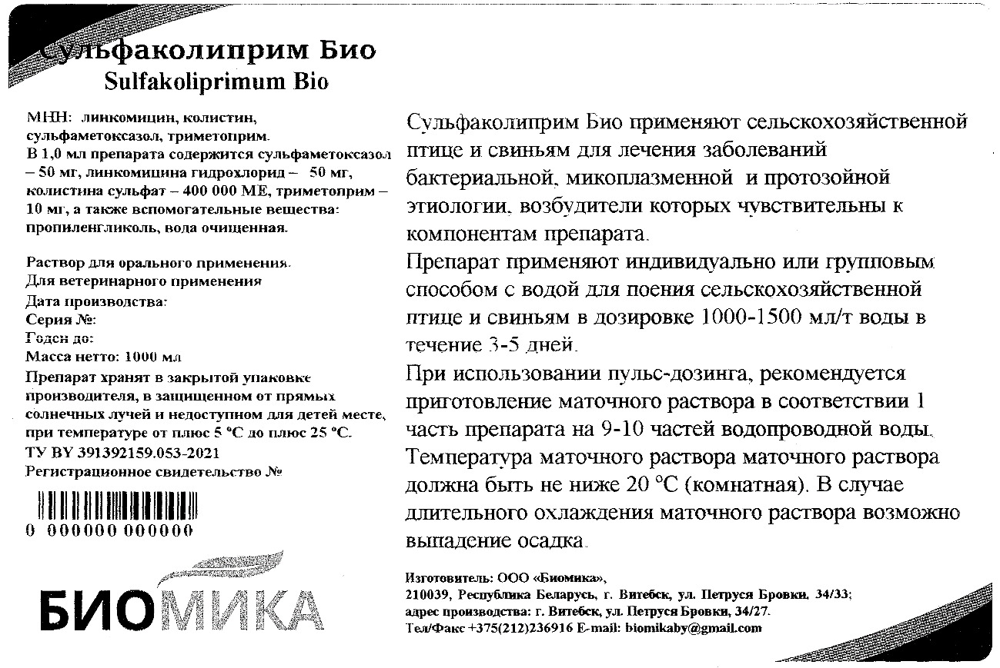 Сульфаколиприм Био
Sulfakoliprimum Bio
МНН: линкомицин, колистин,
сульфаметоксазол, триметоприм.
В 1,0 мл препарата содержится сульфаметоксазол
– 50 мг, линкомицина гидрохлорид – 50 мг,
колистина сульфат – 400 000 МЕ, триметоприм –
10 мг, а также вспомогательные вещества:
пропиленгликоль, вода очищенная.
Раствор для орального применения.
Для ветеринарного применения
Дата производства:
Серия №:
Годен до:
Масса нетто: 1000 мл
Препарат хранят в закрытой упаковке
производителя, в защищенном от прямых
солнечных лучей и недоступном для детей месте,
при температуре от плюс 5 °С до плюс 25 °С.
ТУ BY 391392159.053-2021
Регистрационное свидетельство №
0 000000 000000
БИОМИКА
Сульфаколиприм Био применяют сельскохозяйственной
птице и свиньям для лечения заболеваний
бактериальной, микоплазменной и протозойной
этиологии, возбудители которых чувствительны к
компонентам препарата.
Препарат применяют индивидуально или групповым
способом с водой для поения сельскохозяйственной
птице и свиньям в дозировке 1000-1500 мл/т воды в
течение 3-5 дней.
При использовании пульс-дозинга, рекомендуется
приготовление маточного раствора в соответствии 1
часть препарата на 9-10 частей водопроводной воды.
Температура маточного раствора маточного раствора
должна быть не ниже 20 °С (комнатная). В случае
длительного охлаждения маточного раствора возможно
выпадение осадка.
Изготовитель: ООО «Биомика»,
210039, Республика Беларусь, г. Витебск, ул. Петруся Бровки, 34/33;
адрес производства: г. Витебск, ул. Петруся Бровки, 34/27.
Тел/Факс +375(212)236916 E-mail: biomikaby@gmail.com